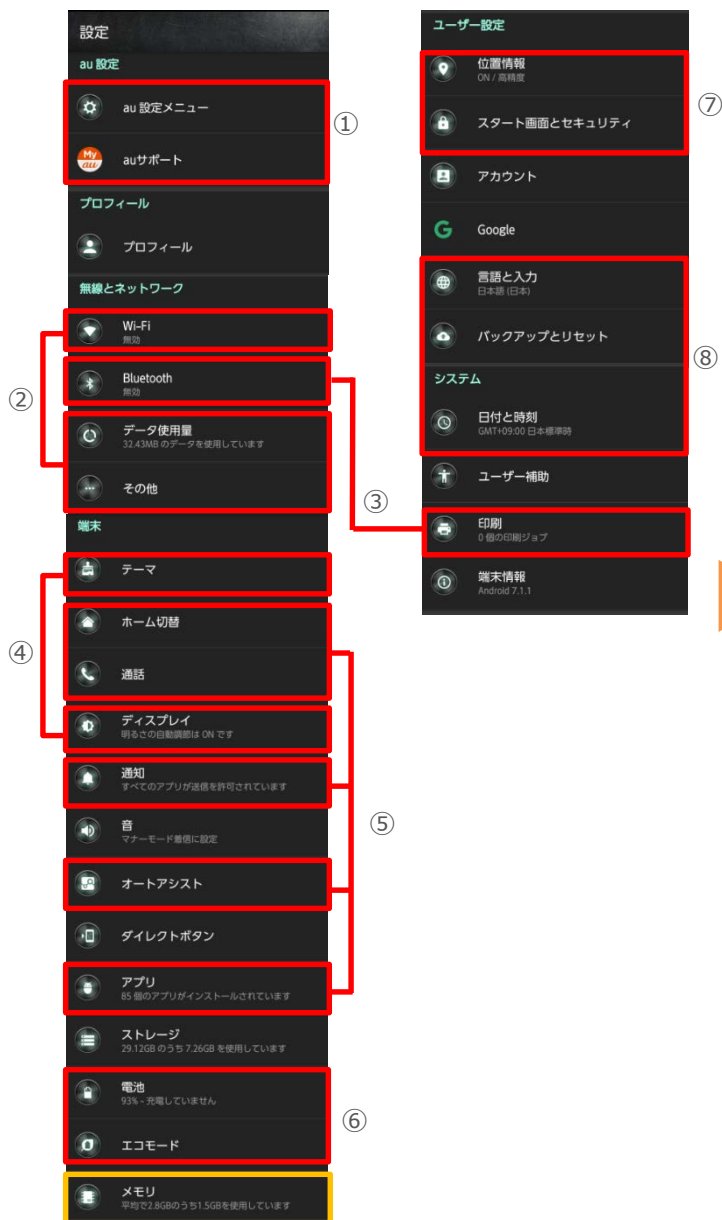 設定
au 設定
au 設定メニュー
①
My
au
auサポート
プロフィール
プロフィール
無線とネットワーク
Wi-Fi
無効
②
Bluetooth
無効
データ使用量
32.43MB のデータを使用しています
その他
③
端末
テーマ
ホーム切替
④
通話
ディスプレイ
明るさの自動調節は ON です
通知
すべてのアプリが送信を許可されています
⑤
音
マナーモード着信に設定
オートアシスト
ダイレクトボタン
アプリ
85 個のアプリがインストールされています
ストレージ
29.12GB のうち 7.26GB を使用しています
電池
93% - 充電していません
⑥
エコモード
メモリ
平均で2.8GBのうち1.5GBを使用しています
ユーザー設定
位置情報
ON / 高精度
⑦
スタート画面とセキュリティ
アカウント
G
Google
言語と入力
日本語 (日本)
バックアップとリセット
⑧
システム
日付と時刻
GMT+09:00 日本標準時
ユーザー補助
印刷
0 個の印刷ジョブ
端末情報
Android 7.1.1